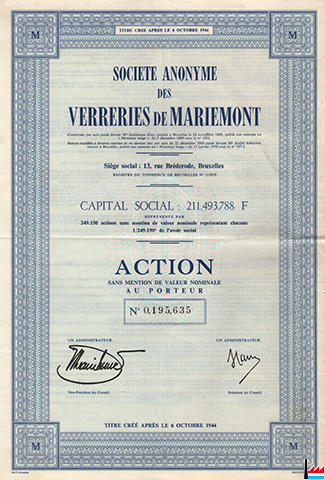 TITRE CRÉÉ APRÈS LE 6 OCTOBRE 1944
M
M
SOCIETE ANONYME
DES
VERRERIES DE MARIEMONT
Siège social : 13, rue Bréderode, Bruxelles
REGISTRE DU COMMERCE DE BRUXELLES
CAPITAL SOCIAL : 211.493.788 F
REPRESENTE PAR
249.150 actions sans mention de valeur nominale représentant chacune
1/249.150e de l'avoir social
ACTION
SANS MENTION DE VALEUR NOMINALE
AU PORTEUR
No 0.195,635
UN ADMINISTRATEUR,
UN ADMINISTRATEUR,
Vice-Président du Conseil
Président du Conseil
TITRE CRÉÉ APRÈS LE 6 OCTOBRE 1944
M
M